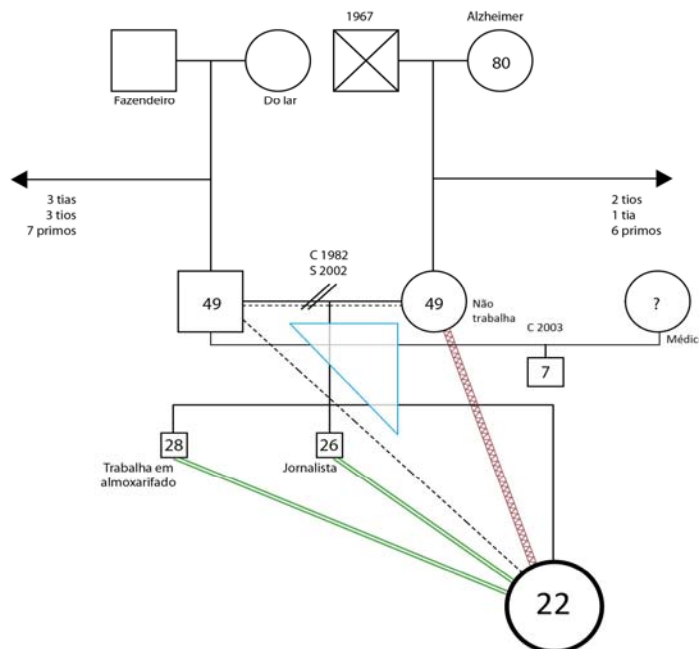 1967
Alzheimer
80
Fazendeiro
Do lar
3 tias
3 tios
7 primos
2 tios
1 tia
6 primos
C 1982
S 2002
49
49
Não
trabalha
?
Médic
C 2003
7
28
26
Trabalha em
almoxarifado
Jornalista
22